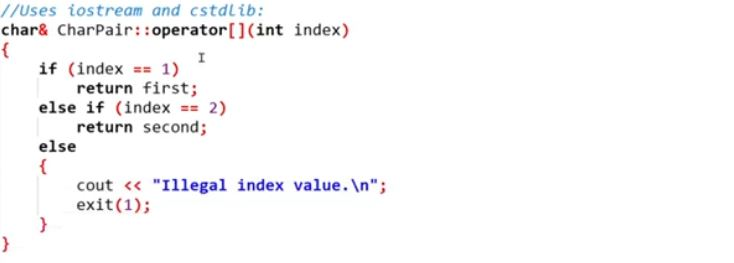 //Uses iostream and cstdlib:
char& CharPair::operator[](int index)
{
    if (index == 1)
        return first;
    else if (index == 2)
        return second;
    else
    {
        cout << "Illegal index value.\n";
        exit(1);
    }
}